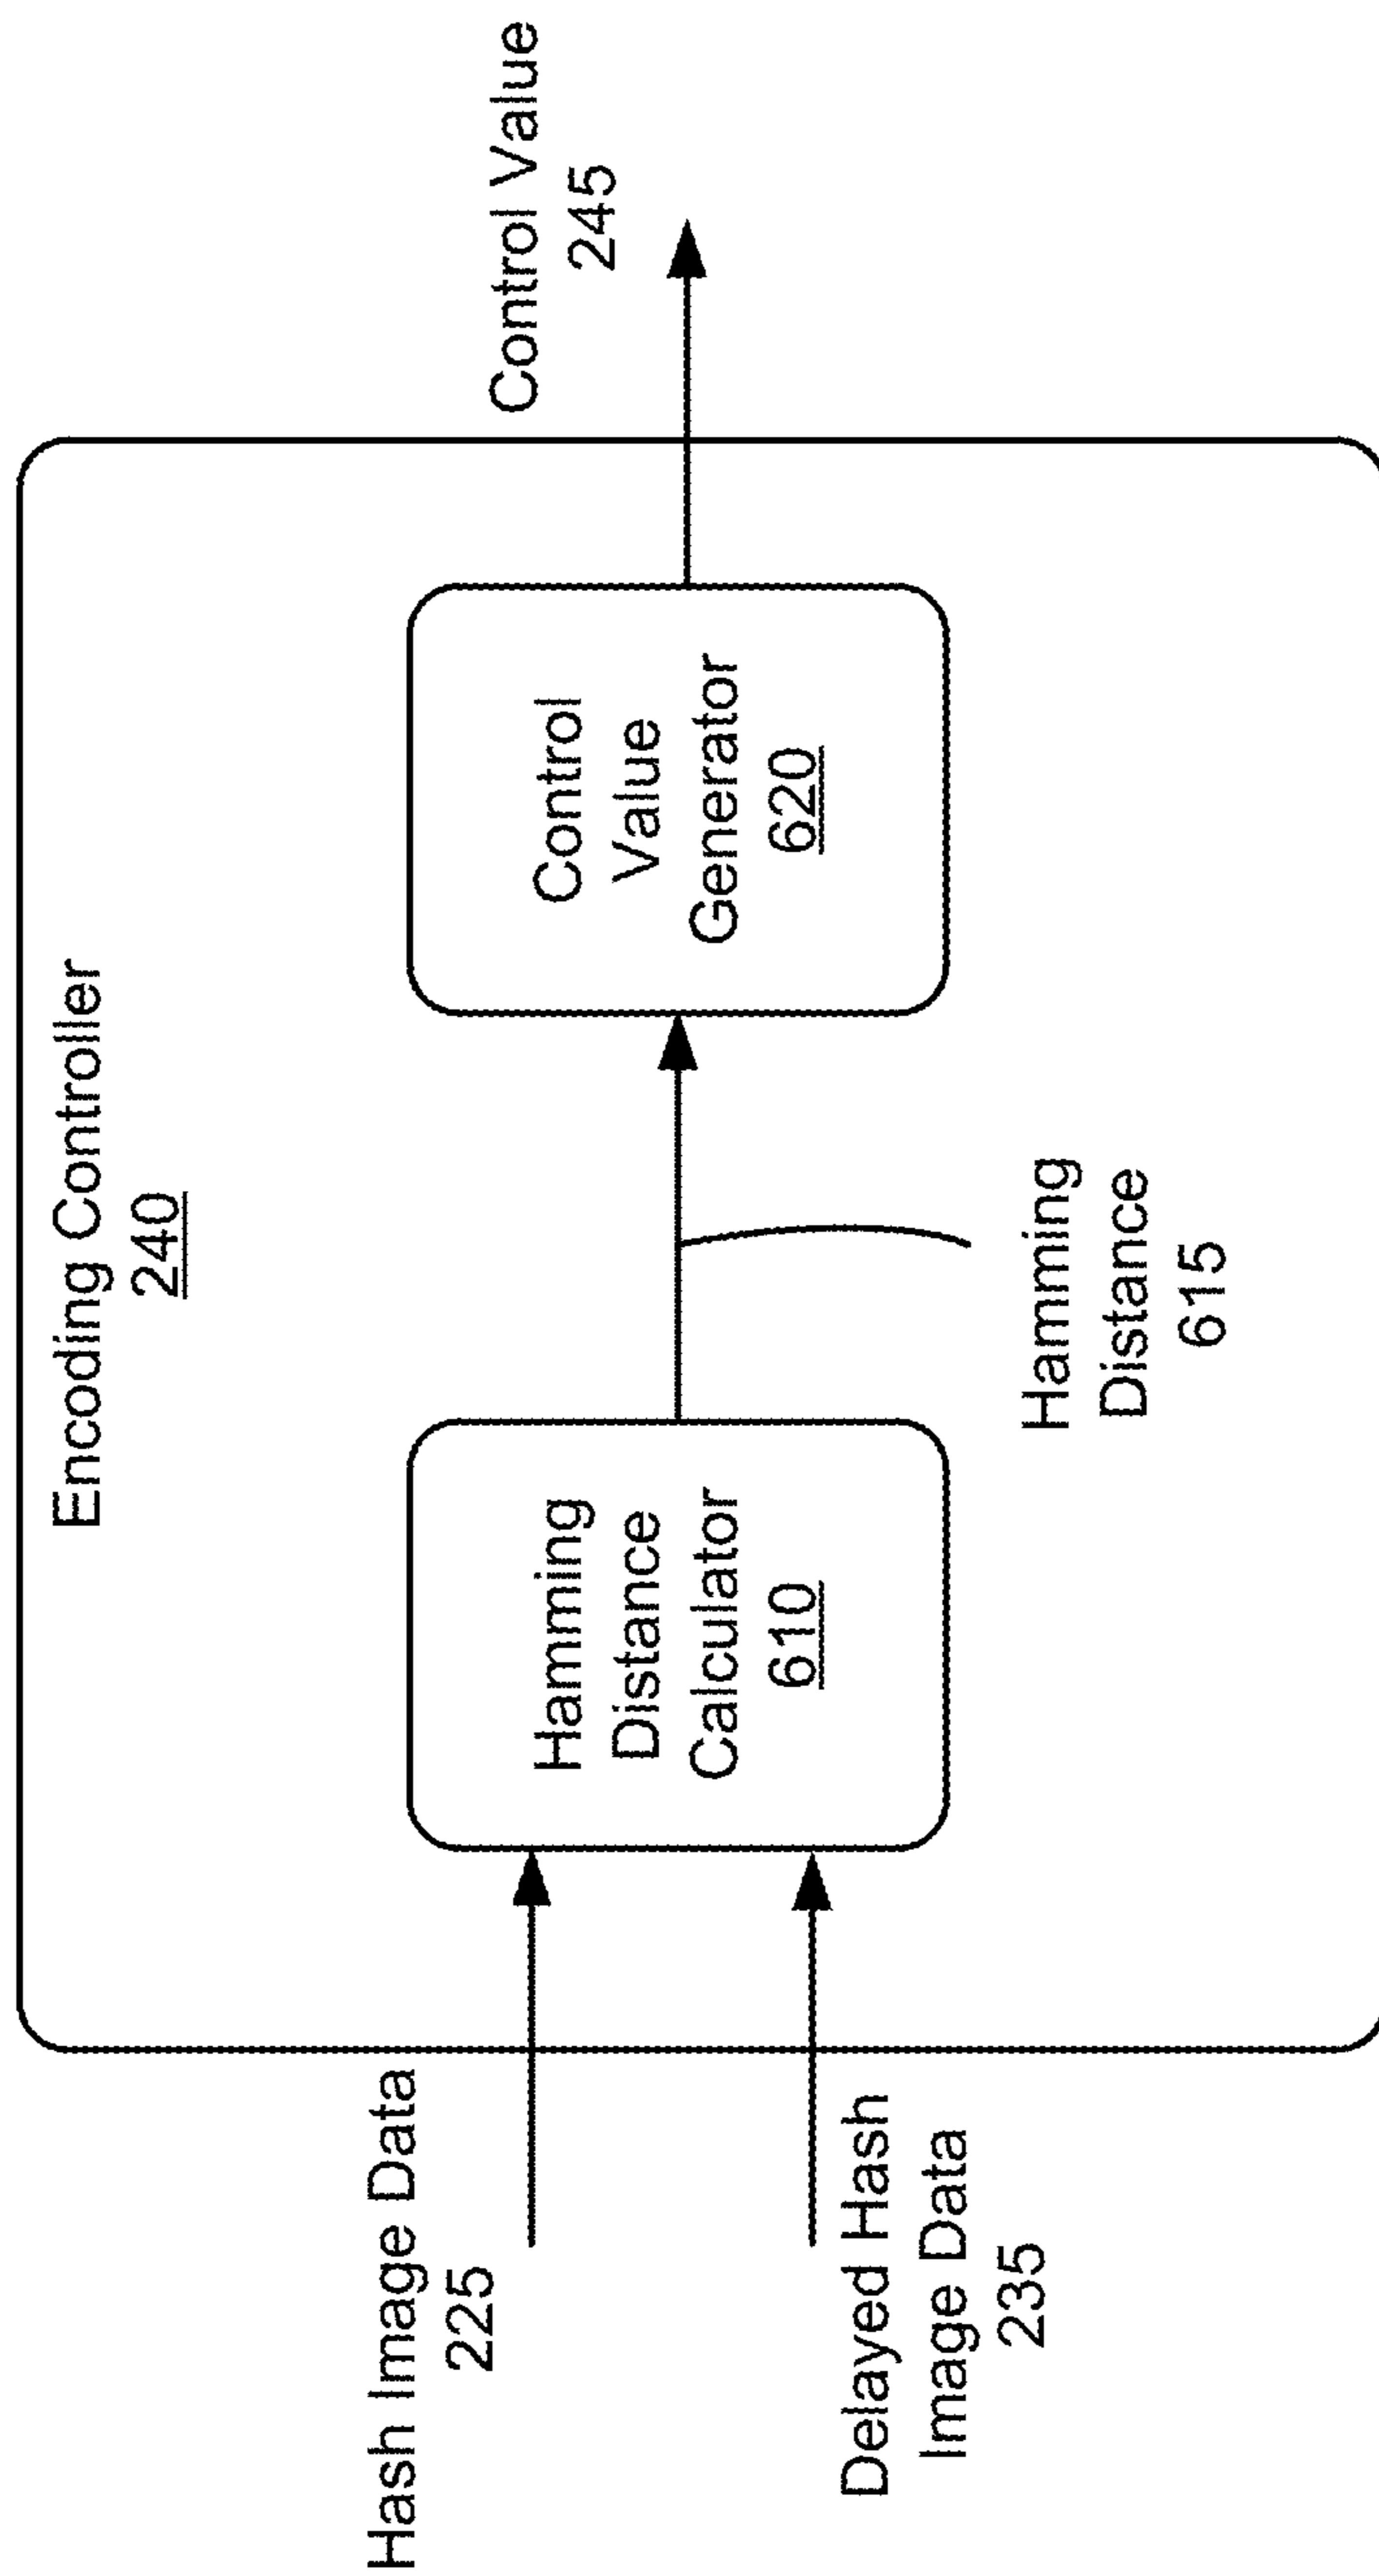 Encoding Controller
240
Hash Image Data
225
Delayed Hash
Image Data
235
Hamming
Distance
Calculator
610
Hamming
Distance
615
Control
Value
Generator
620
Control Value
245